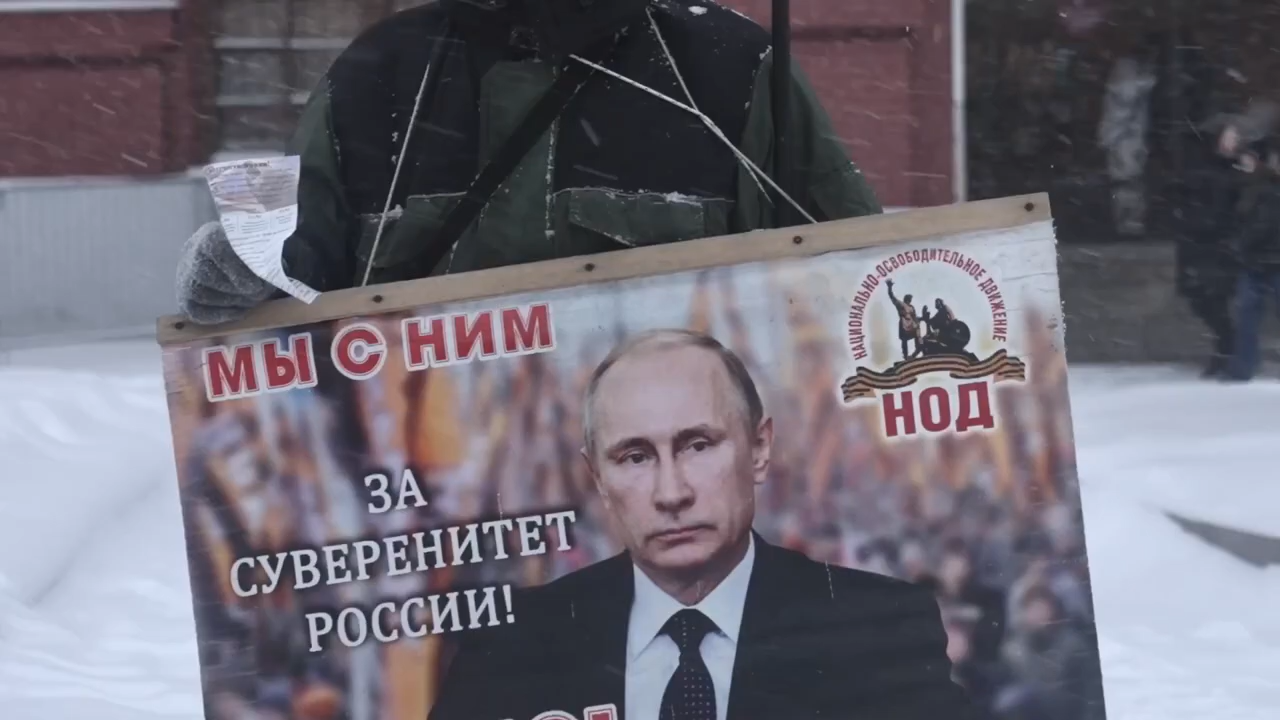 МЫ С НИМ
НАЦИОНАЛЬНО-ОСВОБОДИТЕЛЬНОЕ ДВИЖЕНИЕ
НОД
ЗА
СУВЕРЕНИТЕТ
РОССИИ!